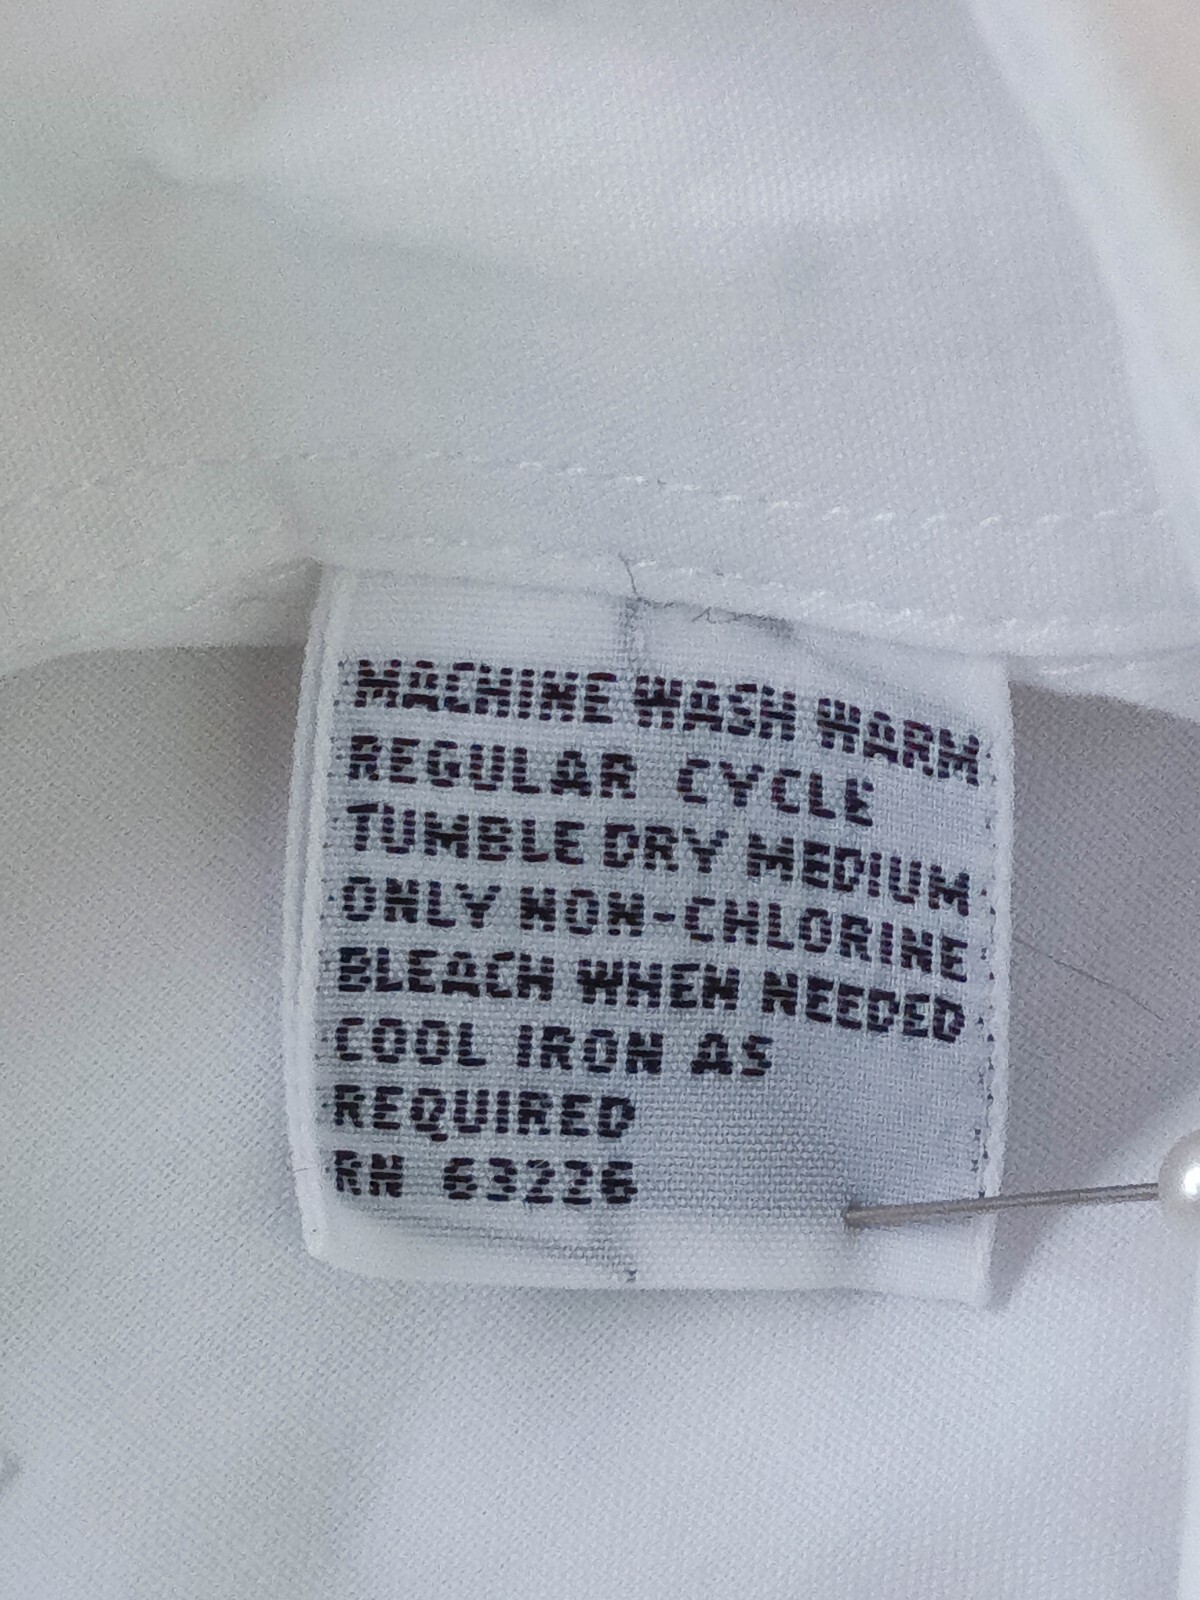 MACHINE WASH WARM
REGULAR CYCLE
TUMBLE DRY MEDIUM
ONLY NON-CHLORINE
BLEACH WHEN NEEDED
COOL IRON AS
REQUIRED
RN 63226